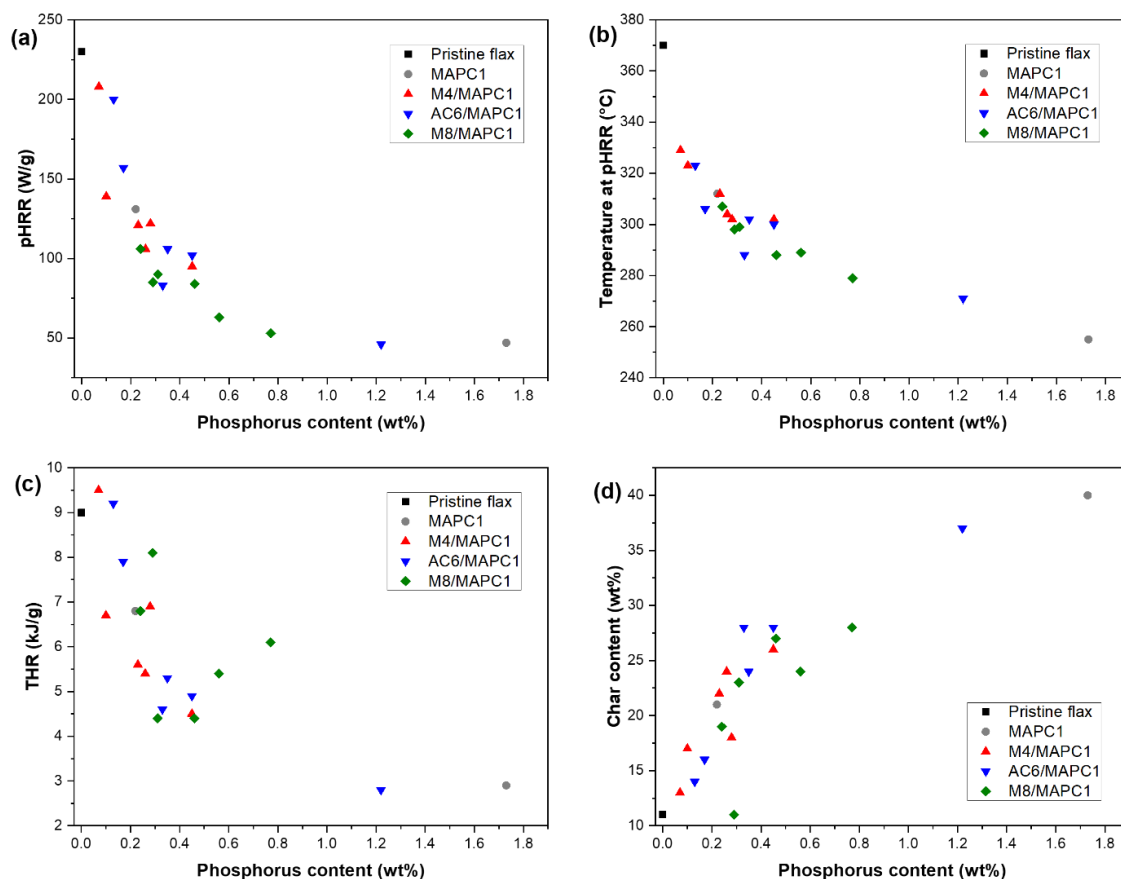 (a)
250
200
150
100
50
pHRR (W/g)
Pristine flax
MAPC1
M4/MAPC1
AC6/MAPC1
M8/MAPC1
0.0 0.2 0.4 0.6 0.8 1.0 1.2 1.4 1.6 1.8
Phosphorus content (wt%)
(b)
380
360
340
320
300
280
260
240
Temperature at pHRR (°C)
Pristine flax
MAPC1
M4/MAPC1
AC6/MAPC1
M8/MAPC1
0.0 0.2 0.4 0.6 0.8 1.0 1.2 1.4 1.6 1.8
Phosphorus content (wt%)
(c)
10
9
8
7
6
5
4
3
2
THR (kJ/g)
Pristine flax
MAPC1
M4/MAPC1
AC6/MAPC1
M8/MAPC1
0.0 0.2 0.4 0.6 0.8 1.0 1.2 1.4 1.6 1.8
Phosphorus content (wt%)
(d)
40
35
30
25
20
15
10
Char content (wt%)
Pristine flax
MAPC1
M4/MAPC1
AC6/MAPC1
M8/MAPC1
0.0 0.2 0.4 0.6 0.8 1.0 1.2 1.4 1.6 1.8
Phosphorus content (wt%)